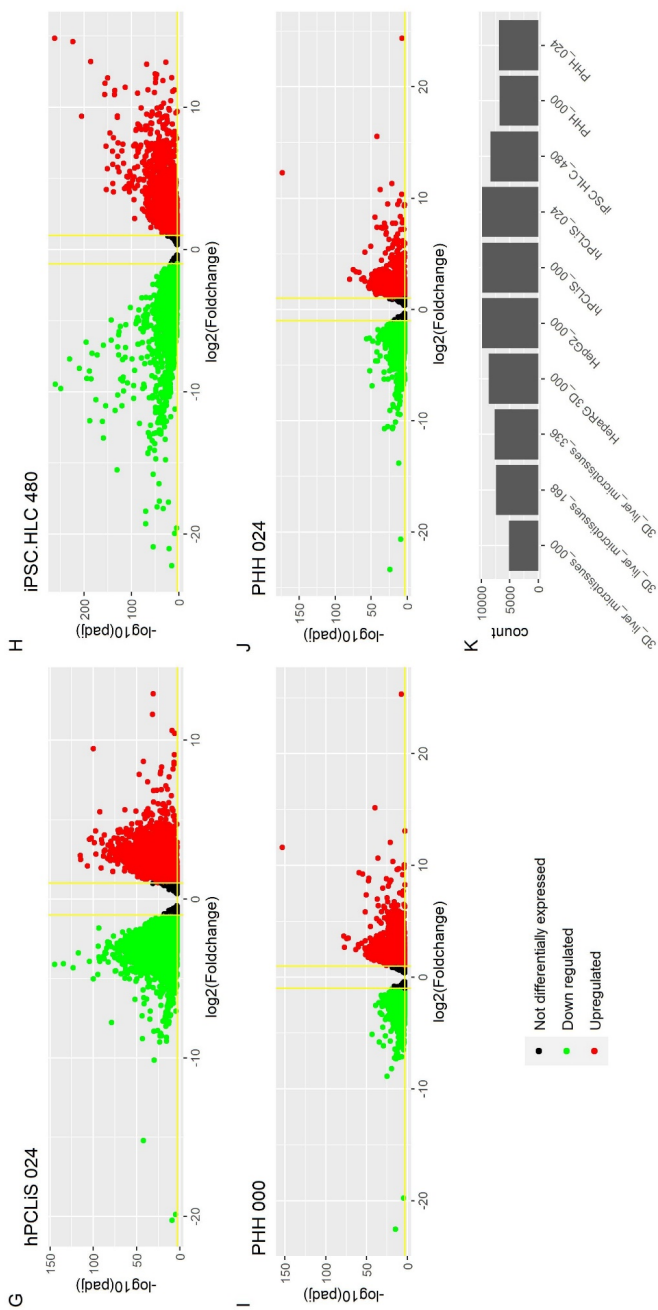 G
hPCLiS 024
-log10(padj)
150
100
50
0
-20
-10
0
10
log2(Foldchange)
H
iPSC.HLC 480
-log10(padj)
200
100
0
-20
-10
0
10
log2(Foldchange)
I
PHH 000
-log10(padj)
150
100
50
0
-20
-10
0
10
20
log2(Foldchange)
J
PHH 024
-log10(padj)
150
100
50
0
-20
-10
0
10
20
log2(Foldchange)
Not differentially expressed
Down regulated
Upregulated
K
count
10000
5000
0
3D_liver_microtissues_000
3D_liver_microtissues_168
3D_liver_microtissues_336
HepaRG 3D_000
HepG2_000
hPCLiS_000
hPCLiS_024
iPSC HLC_480
PHH_000
PHH_024